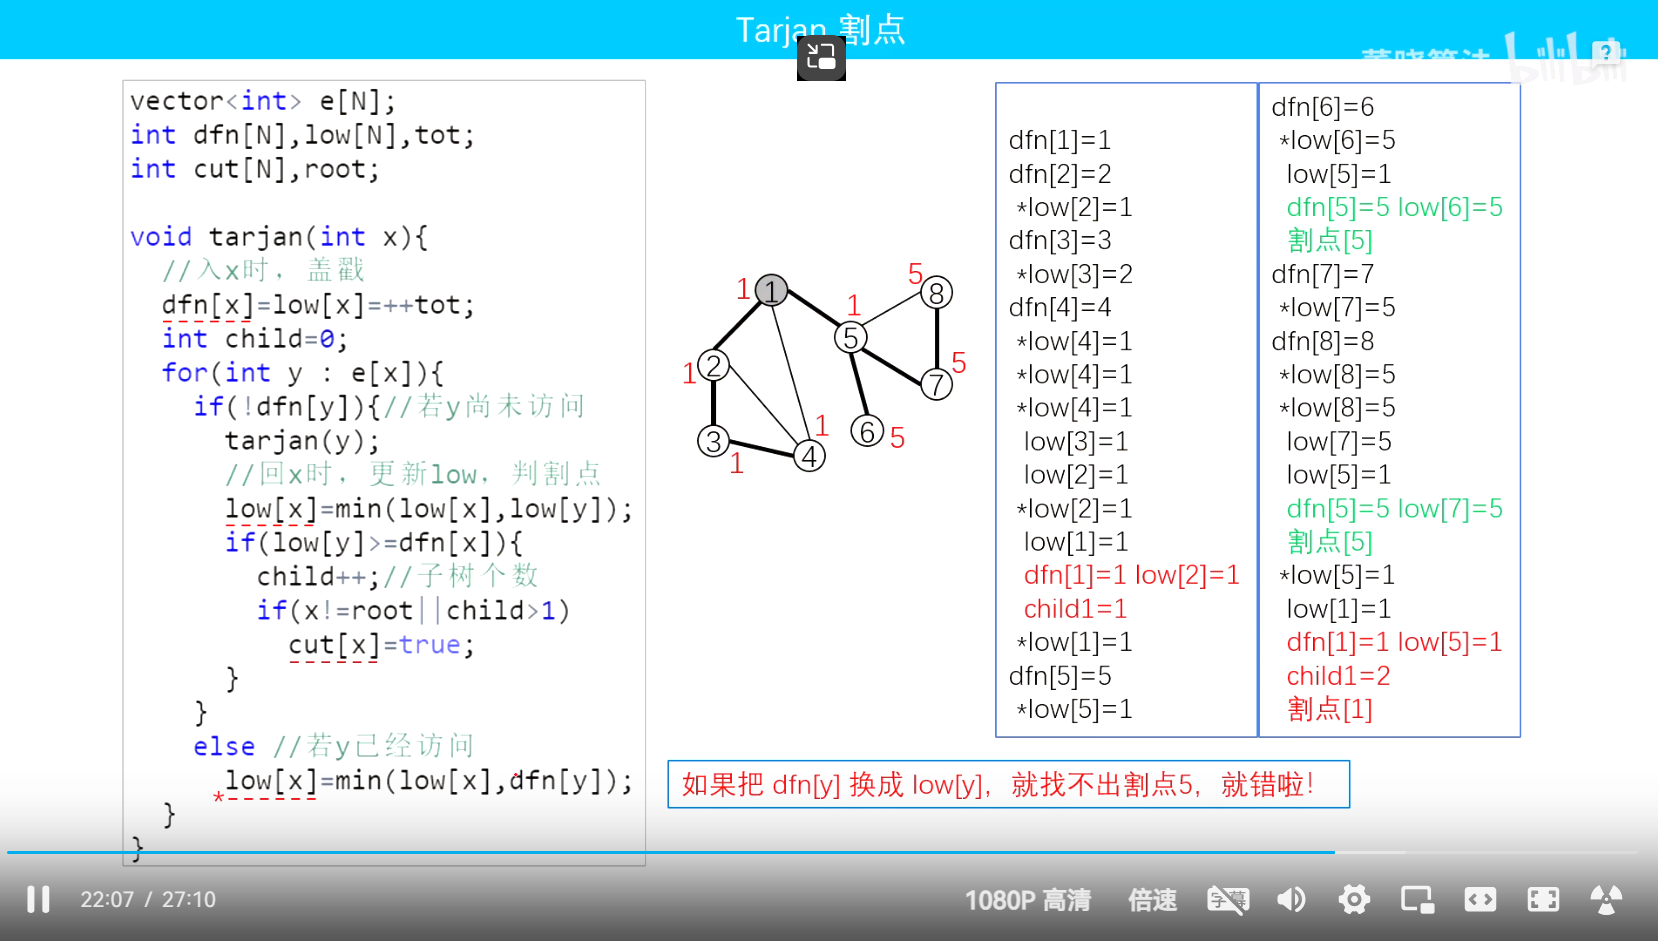 Tarjan 割点
董晓算法 bilibili
vector<int> e[N];
int dfn[N],low[N],tot;
int cut[N],root;
void tarjan(int x){
//入x时，盖戳
dfn[x]=low[x]=++tot;
int child=0;
for(int y : e[x]){
if(!dfn[y]){//若y尚未访问
tarjan(y);
//回x时，更新low，判割点
low[x]=min(low[x],low[y]);
if(low[y]>=dfn[x]){
child++;//子树个数
if(x!=root||child>1)
cut[x]=true;
}
}
else //若y已经访问
*low[x]=min(low[x],dfn[y]);
}
}
1 1
5 8
1 5
1 2
5 7
1 3
1 4
6 5
dfn[1]=1
dfn[2]=2
*low[2]=1
dfn[3]=3
*low[3]=2
dfn[4]=4
*low[4]=1
*low[4]=1
*low[4]=1
low[3]=1
low[2]=1
*low[2]=1
low[1]=1
dfn[1]=1 low[2]=1
child1=1
*low[1]=1
dfn[5]=5
*low[5]=1
dfn[6]=6
*low[6]=5
low[5]=1
dfn[5]=5 low[6]=5
割点[5]
dfn[7]=7
*low[7]=5
dfn[8]=8
*low[8]=5
*low[8]=5
low[7]=5
low[5]=1
dfn[5]=5 low[7]=5
割点[5]
*low[5]=1
low[1]=1
dfn[1]=1 low[5]=1
child1=2
割点[1]
如果把 dfn[y] 换成 low[y]，就找不出割点5，就错啦！
22:07 / 27:10
1080P 高清 倍速 字幕